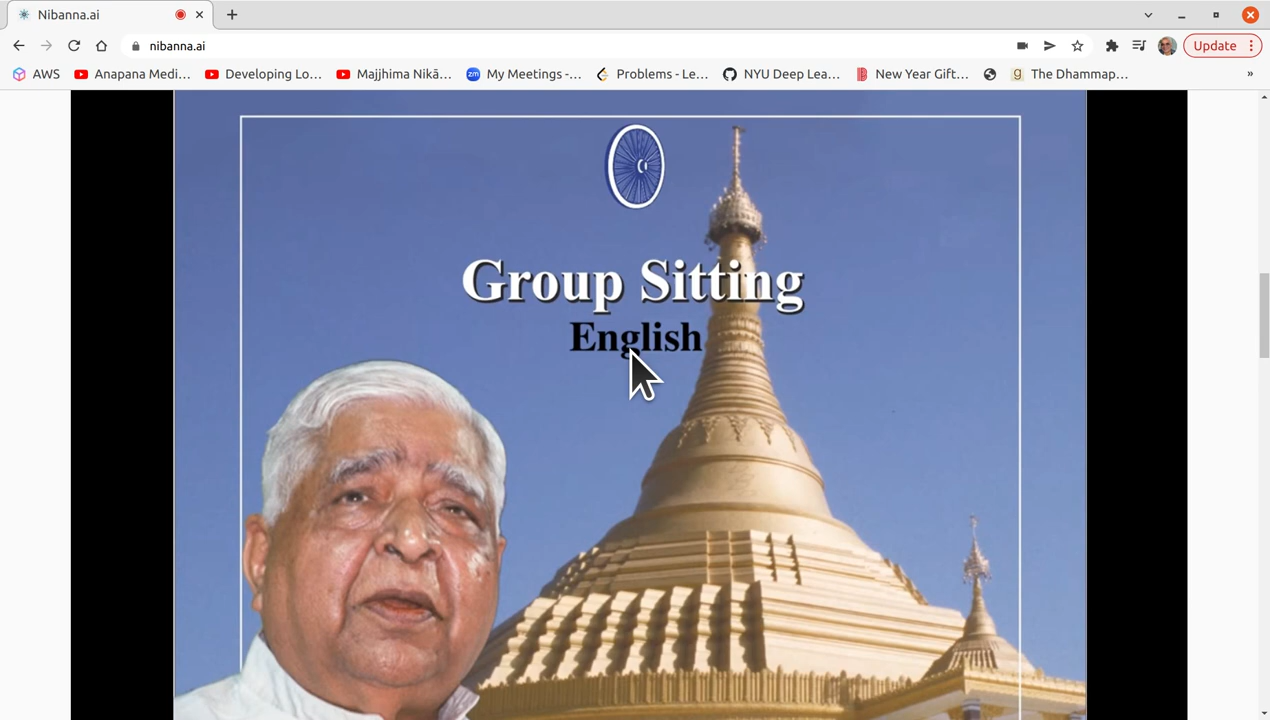 Nibanna.ai
nibanna.ai
Update
AWS
Anapana Medi...
Developing Lo...
Majjhima Nikā...
zm My Meetings -...
Problems - Le...
NYU Deep Lea...
New Year Gift...
The Dhammap...
»
Group Sitting
English